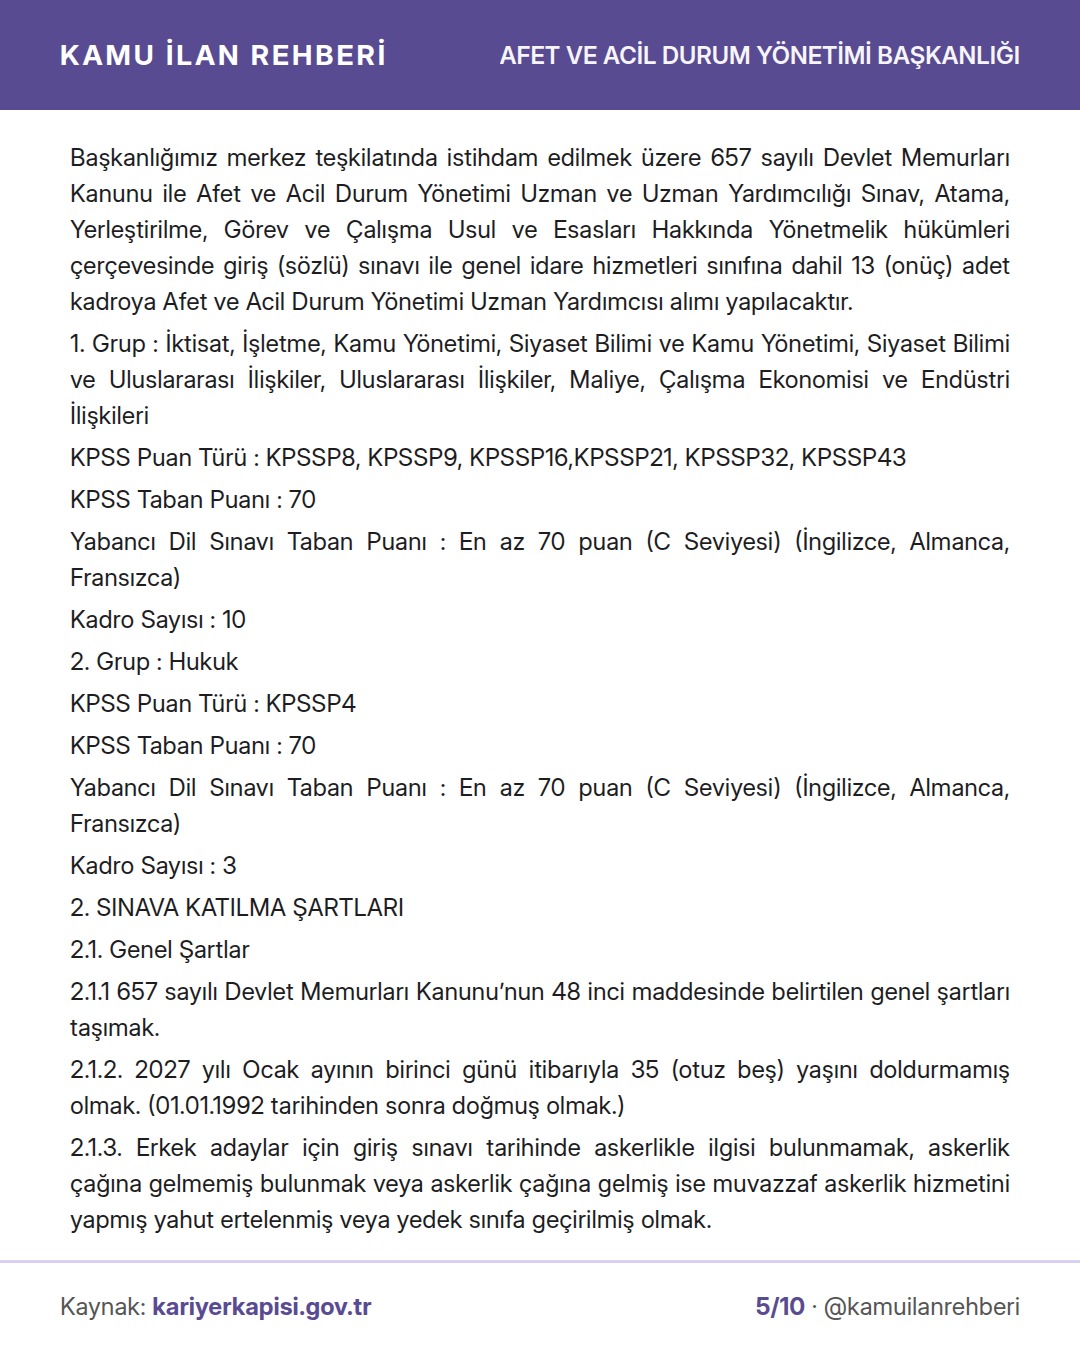 KAMU İLAN REHBERİ
AFET VE ACİL DURUM YÖNETİMİ BAŞKANLIĞI
Başkanlığımız merkez teşkilatında istihdam edilmek üzere 657 sayılı Devlet Memurları
Kanunu ile Afet ve Acil Durum Yönetimi Uzman ve Uzman Yardımcılığı Sınav, Atama,
Yerleştirilme, Görev ve Çalışma Usul ve Esasları Hakkında Yönetmelik hükümleri
çerçevesinde giriş (sözlü) sınavı ile genel idare hizmetleri sınıfına dahil 13 (onüç) adet
kadroya Afet ve Acil Durum Yönetimi Uzman Yardımcısı alımı yapılacaktır.
1. Grup : İktisat, İşletme, Kamu Yönetimi, Siyaset Bilimi ve Kamu Yönetimi, Siyaset Bilimi
ve Uluslararası İlişkiler, Uluslararası İlişkiler, Maliye, Çalışma Ekonomisi ve Endüstri
İlişkileri
KPSS Puan Türü : KPSSP8, KPSSP9, KPSSP16,KPSSP21, KPSSP32, KPSSP43
KPSS Taban Puanı : 70
Yabancı Dil Sınavı Taban Puanı : En az 70 puan (C Seviyesi) (İngilizce, Almanca,
Fransızca)
Kadro Sayısı : 10
2. Grup : Hukuk
KPSS Puan Türü : KPSSP4
KPSS Taban Puanı : 70
Yabancı Dil Sınavı Taban Puanı : En az 70 puan (C Seviyesi) (İngilizce, Almanca,
Fransızca)
Kadro Sayısı : 3
2. SINAVA KATILMA ŞARTLARI
2.1. Genel Şartlar
2.1.1 657 sayılı Devlet Memurları Kanunu’nun 48 inci maddesinde belirtilen genel şartları
taşımak.
2.1.2. 2027 yılı Ocak ayının birinci günü itibarıyla 35 (otuz beş) yaşını doldurmamış
olmak. (01.01.1992 tarihinden sonra doğmuş olmak.)
2.1.3. Erkek adaylar için giriş sınavı tarihinde askerlikle ilgisi bulunmamak, askerlik
çağına gelmemiş bulunmak veya askerlik çağına gelmiş ise muvazzaf askerlik hizmetini
yapmış yahut ertelenmiş veya yedek sınıfa geçirilmiş olmak.
Kaynak: kariyerkapisi.gov.tr
5/10 · @kamuilanrehberi